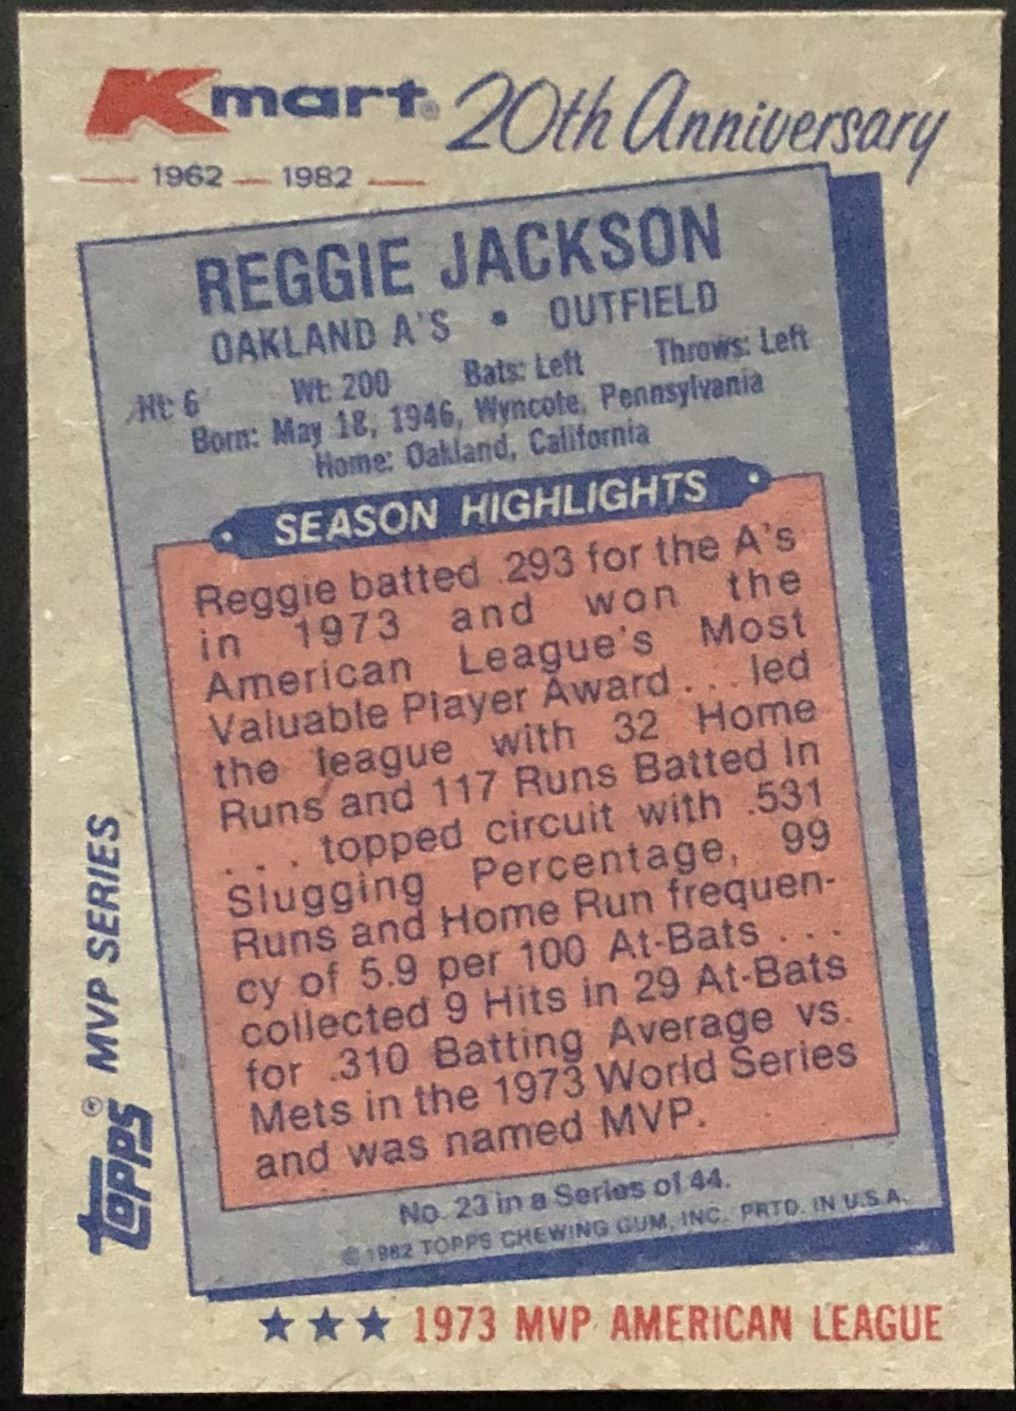 Kmart® 20th Anniversary
1962 — 1982
REGGIE JACKSON
OAKLAND A'S • OUTFIELD
Ht: 6' Wt: 200 Bats: Left Throws: Left
Born: May 18, 1946, Wyncote, Pennsylvania
Home: Oakland, California
SEASON HIGHLIGHTS
Reggie batted .293 for the A's
in 1973 and won the
American League's Most
Valuable Player Award . . . led
the league with 32 Home
Runs and 117 Runs Batted In
. . . topped circuit with .531
Slugging Percentage, 99
Runs and Home Run frequen-
cy of 5.9 per 100 At-Bats . . .
collected 9 Hits in 29 At-Bats
for .310 Batting Average vs.
Mets in the 1973 World Series
and was named MVP.
No. 23 in a Series of 44.
© 1982 TOPPS CHEWING GUM, INC. PRTD. IN U.S.A.
Topps® MVP SERIES
★★★ 1973 MVP AMERICAN LEAGUE